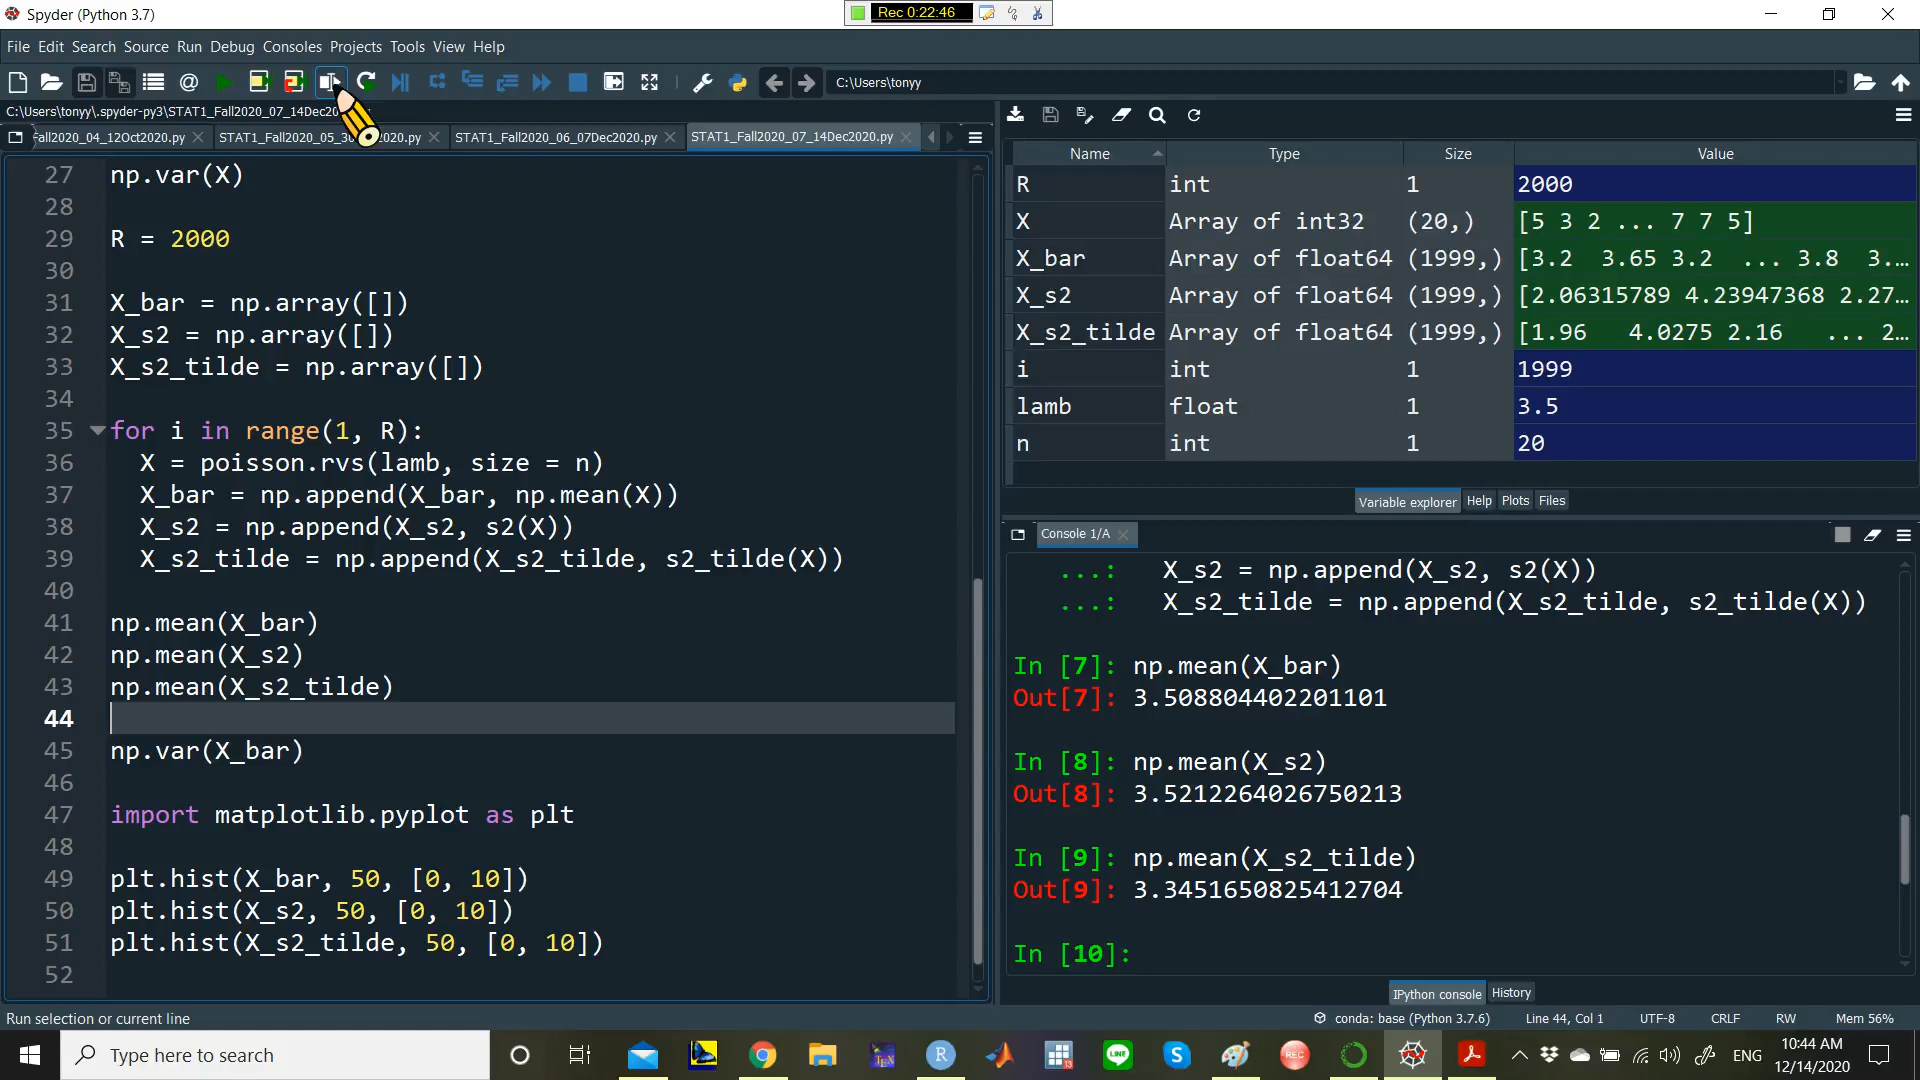 Spyder (Python 3.7)
Rec 0:22:46
File Edit Search Source Run Debug Consoles Projects Tools View Help
C:\Users\tonyy
C:\Users\tonyy\.spyder-py3\STAT1_Fall2020_07_14Dec2020.
Fall2020_04_12Oct2020.py STAT1_Fall2020_05_30 2020.py STAT1_Fall2020_06_07Dec2020.py STAT1_Fall2020_07_14Dec2020.py
27 np.var(X)
28
29 R = 2000
30
31 X_bar = np.array([])
32 X_s2 = np.array([])
33 X_s2_tilde = np.array([])
34
35 for i in range(1, R):
36 X = poisson.rvs(lamb, size = n)
37 X_bar = np.append(X_bar, np.mean(X))
38 X_s2 = np.append(X_s2, s2(X))
39 X_s2_tilde = np.append(X_s2_tilde, s2_tilde(X))
40
41 np.mean(X_bar)
42 np.mean(X_s2)
43 np.mean(X_s2_tilde)
44
45 np.var(X_bar)
46
47 import matplotlib.pyplot as plt
48
49 plt.hist(X_bar, 50, [0, 10])
50 plt.hist(X_s2, 50, [0, 10])
51 plt.hist(X_s2_tilde, 50, [0, 10])
52
Name Type Size Value
R int 1 2000
X Array of int32 (20,) [5 3 2 ... 7 7 5]
X_bar Array of float64 (1999,) [3.2 3.65 3.2 ... 3.8 3....
X_s2 Array of float64 (1999,) [2.06315789 4.23947368 2.27...
X_s2_tilde Array of float64 (1999,) [1.96 4.0275 2.16 ... 2...
i int 1 1999
lamb float 1 3.5
n int 1 20
Variable explorer Help Plots Files
Console 1/A
...: X_s2 = np.append(X_s2, s2(X))
...: X_s2_tilde = np.append(X_s2_tilde, s2_tilde(X))
In [7]: np.mean(X_bar)
Out[7]: 3.508804402201101
In [8]: np.mean(X_s2)
Out[8]: 3.5212264026750213
In [9]: np.mean(X_s2_tilde)
Out[9]: 3.3451650825412704
In [10]:
IPython console History
Run selection or current line
conda: base (Python 3.7.6) Line 44, Col 1 UTF-8 CRLF RW Mem 56%
Type here to search
ENG
10:44 AM
12/14/2020